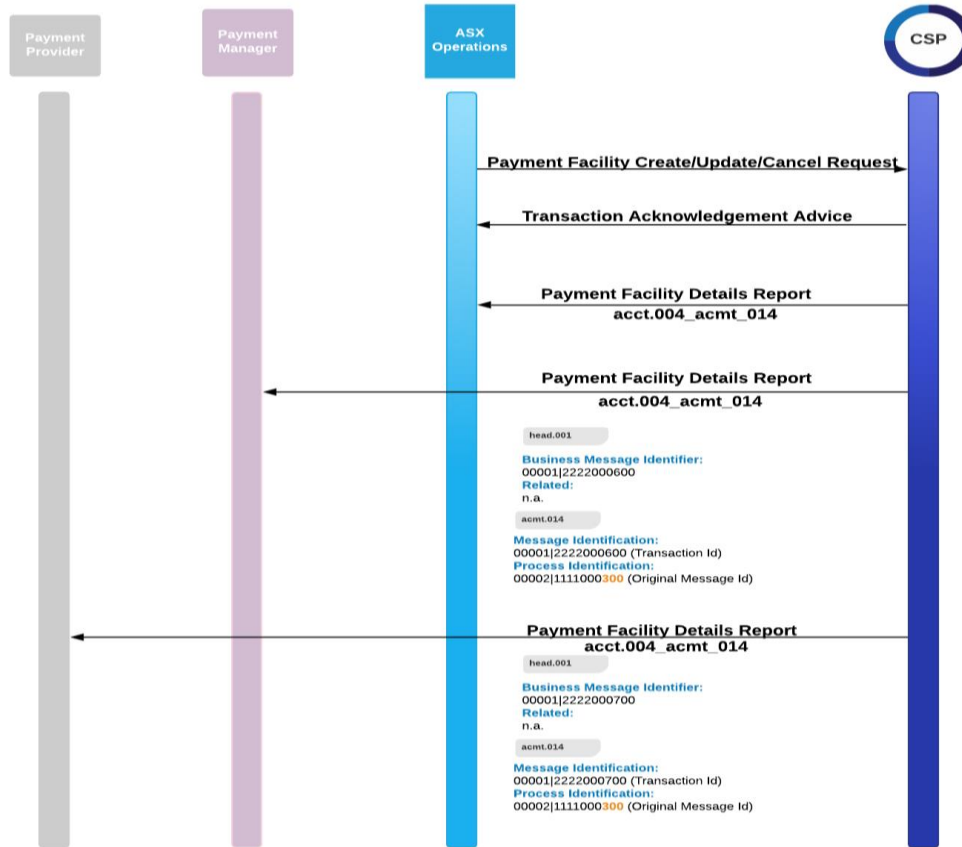 Payment
Provider
Payment
Manager
ASX
Operations
CSP
Payment Facility Create/Update/Cancel Request
Transaction Acknowledgement Advice
Payment Facility Details Report
acct.004_acmt_014
Payment Facility Details Report
acct.004_acmt_014
head.001
Business Message Identifier:
00001|2222000600
Related:
n.a.
acmt.014
Message Identification:
00001|2222000600 (Transaction Id)
Process Identification:
00002|1111000300 (Original Message Id)
Payment Facility Details Report
acct.004_acmt_014
head.001
Business Message Identifier:
00001|2222000700
Related:
n.a.
acmt.014
Message Identification:
00001|2222000700 (Transaction Id)
Process Identification:
00002|1111000300 (Original Message Id)